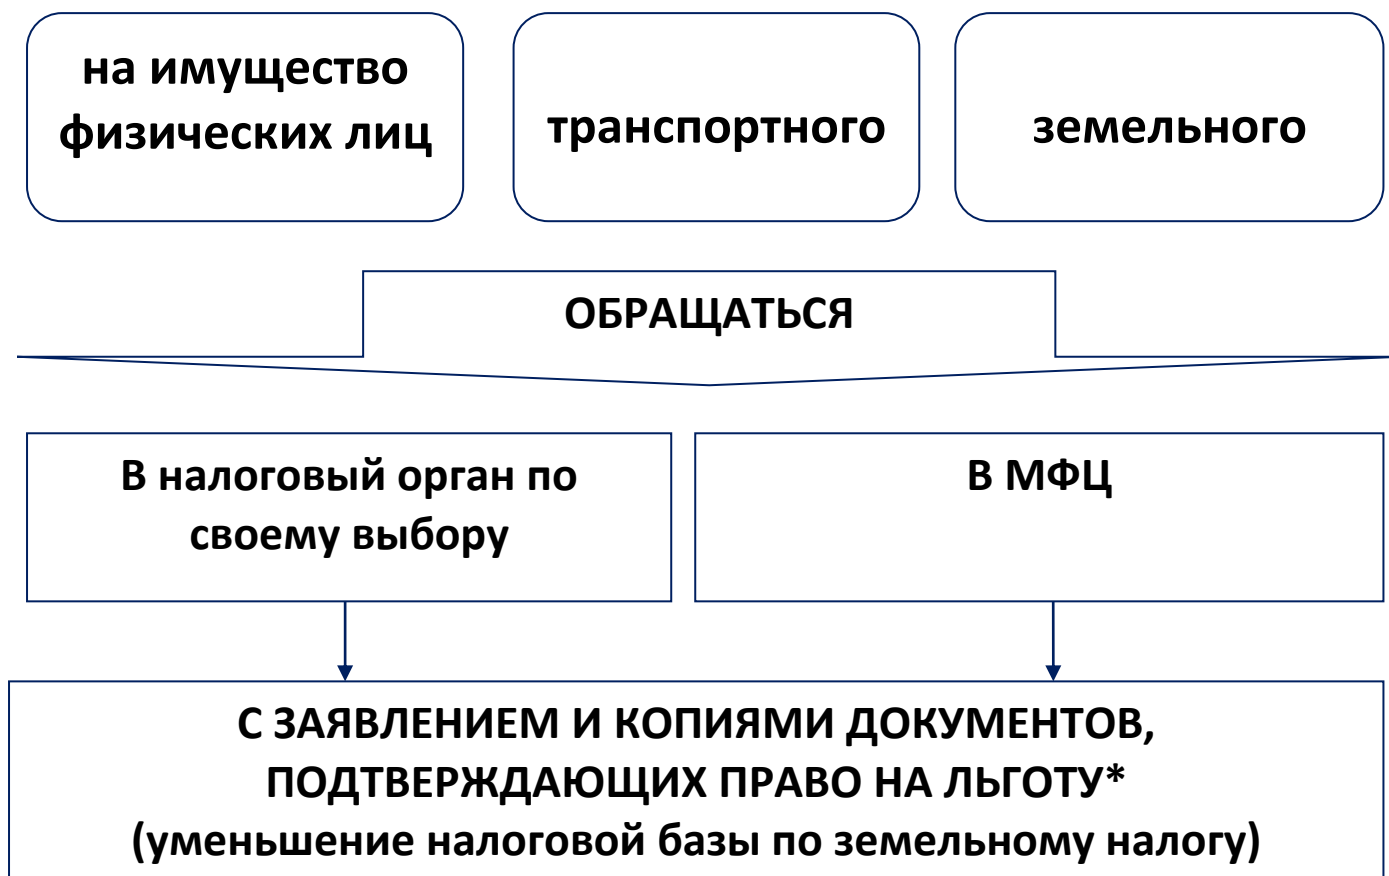 на имущество
физических лиц
транспортного
земельного
ОБРАЩАТЬСЯ
В налоговый орган по
своему выбору
В МФЦ
С ЗАЯВЛЕНИЕМ И КОПИЯМИ ДОКУМЕНТОВ,
ПОДТВЕРЖДАЮЩИХ ПРАВО НА ЛЬГОТУ*
(уменьшение налоговой базы по земельному налогу)